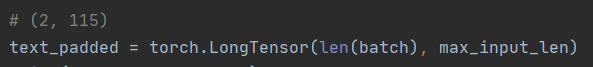 # (2, 115)
text_padded = torch.LongTensor(len(batch), max_input_len)